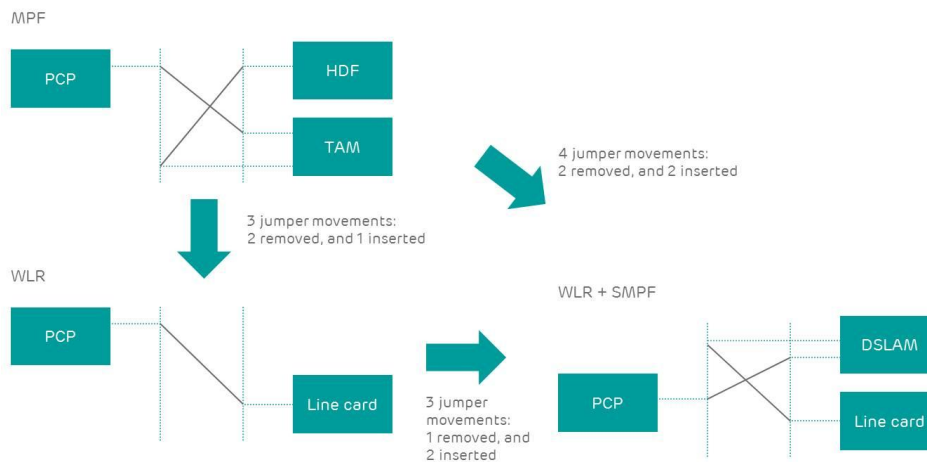 MPF
PCP
HDF
TAM
4 jumper movements:
2 removed, and 2 inserted
3 jumper movements:
2 removed, and 1 inserted
WLR
PCP
Line card
3 jumper
movements:
1 removed, and
2 inserted
WLR + SMPF
PCP
DSLAM
Line card